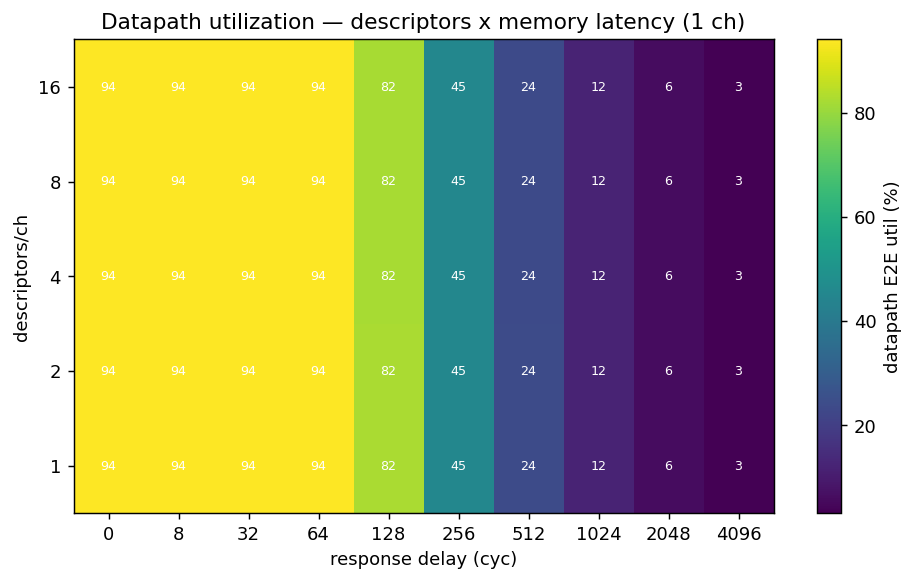 Datapath utilization — descriptors x memory latency (1 ch)
16 94 94 94 94 82 45 24 12 6 3
8 94 94 94 94 82 45 24 12 6 3
4 94 94 94 94 82 45 24 12 6 3
2 94 94 94 94 82 45 24 12 6 3
1 94 94 94 94 82 45 24 12 6 3
0 8 32 64 128 256 512 1024 2048 4096
response delay (cyc)
descriptors/ch
80
60
40
20
datapath E2E util (%)